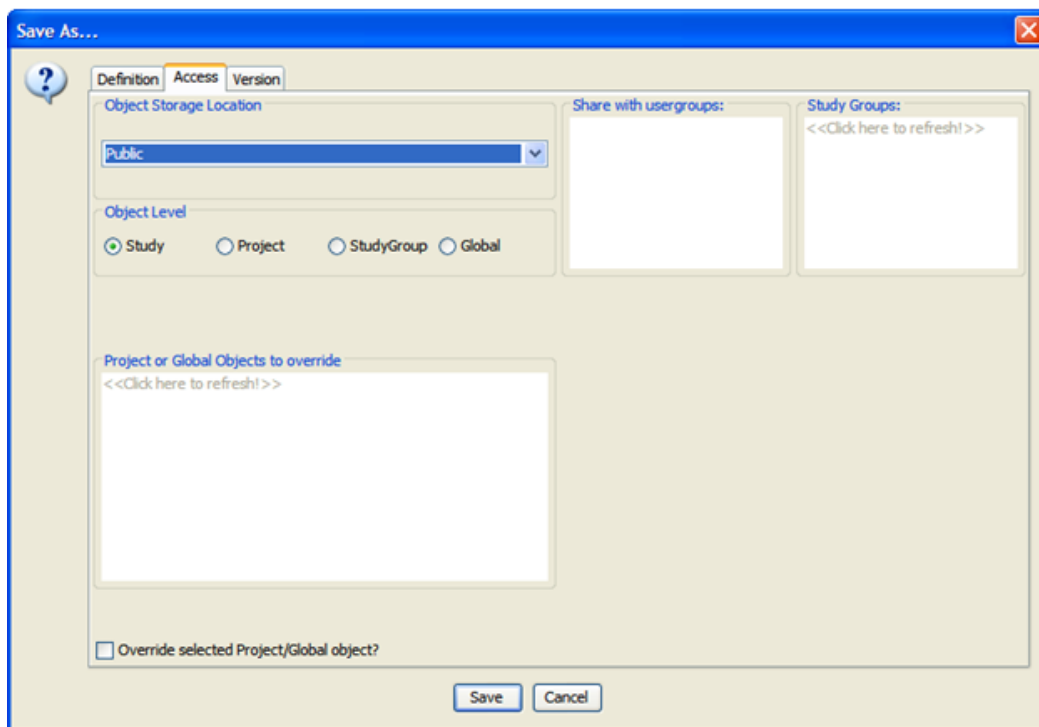 Save As...
?
Definition Access Version
Object Storage Location
Public
Share with usergroups:
Study Groups:
<<Click here to refresh!>>
Object Level
Study Project StudyGroup Global
Project or Global Objects to override
<<Click here to refresh!>>
Override selected Project/Global object?
Save Cancel